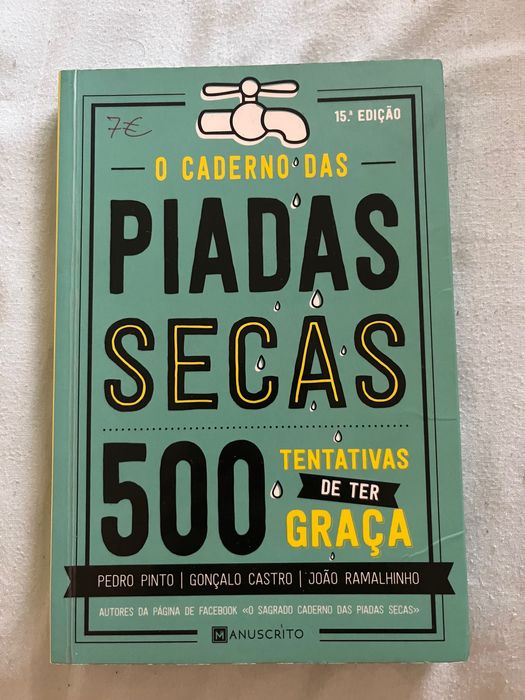 7€
15.ª EDIÇÃO
O CADERNO DAS
PIADAS
SECAS
500
TENTATIVAS
DE TER
GRAÇA
PEDRO PINTO | GONÇALO CASTRO | JOÃO RAMALHINHO
AUTORES DA PÁGINA DE FACEBOOK «O SAGRADO CADERNO DAS PIADAS SECAS»
MANUSCRITO